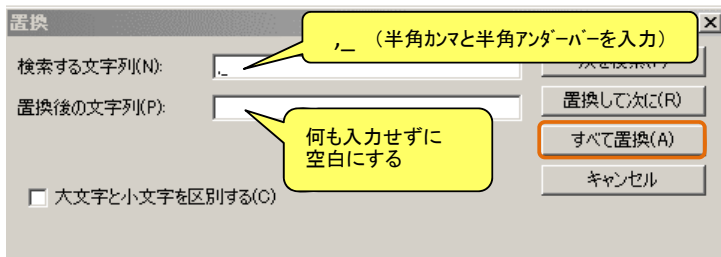 置換
,_ （半角カンマと半角アンダーバーを入力）
検索する文字列(N):
,_
置換後の文字列(P):
置換して次に(R)
何も入力せずに
空白にする
すべて置換(A)
キャンセル
大文字と小文字を区別する(C)